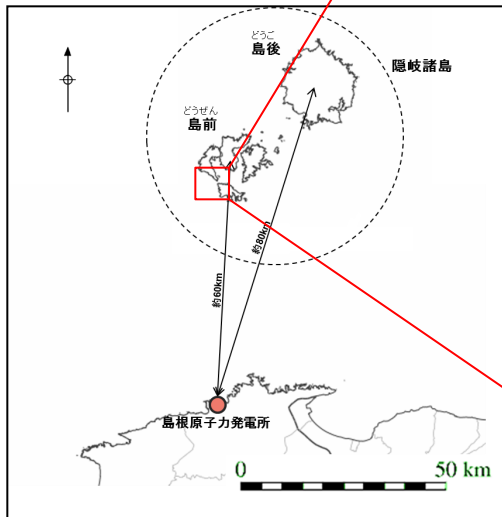 どうご
島後
隠岐諸島
どうぜん
島前
約80km
約60km
島根原子力発電所
0 50 km